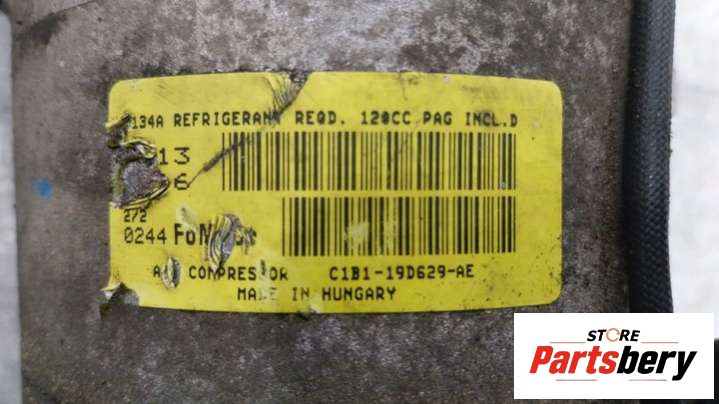 134A REFRIGERANT REQD. 120CC PAG INCL.D
13
6
272
0244
A COMPRESSOR C1B1-19D629-AE
MADE IN HUNGARY
STORE
Partsbery